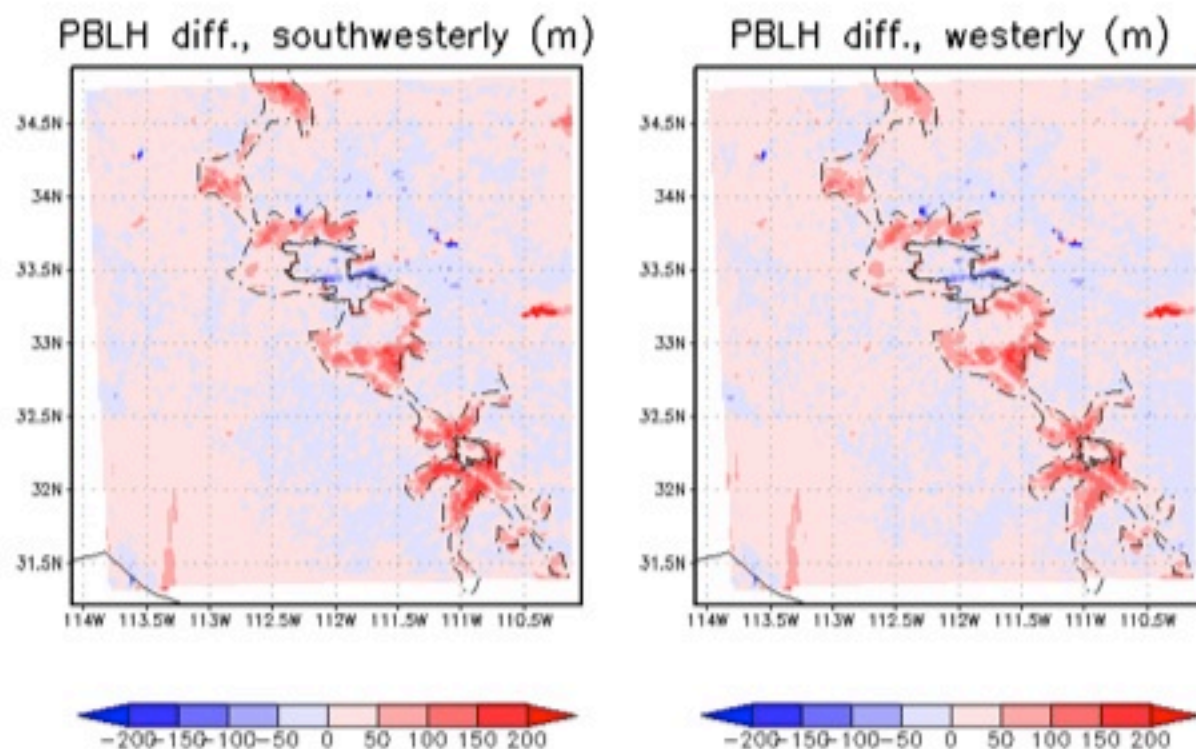 PBLH diff., southwesterly (m)
PBLH diff., westerly (m)
34.5N
34N
33.5N
33N
32.5N
32N
31.5N
114W 113.5W 113W 112.5W 112W 111.5W 111W 110.5W
34.5N
34N
33.5N
33N
32.5N
32N
31.5N
114W 113.5W 113W 112.5W 112W 111.5W 111W 110.5W
-200 -150 -100 -50 0 50 100 150 200
-200 -150 -100 -50 0 50 100 150 200